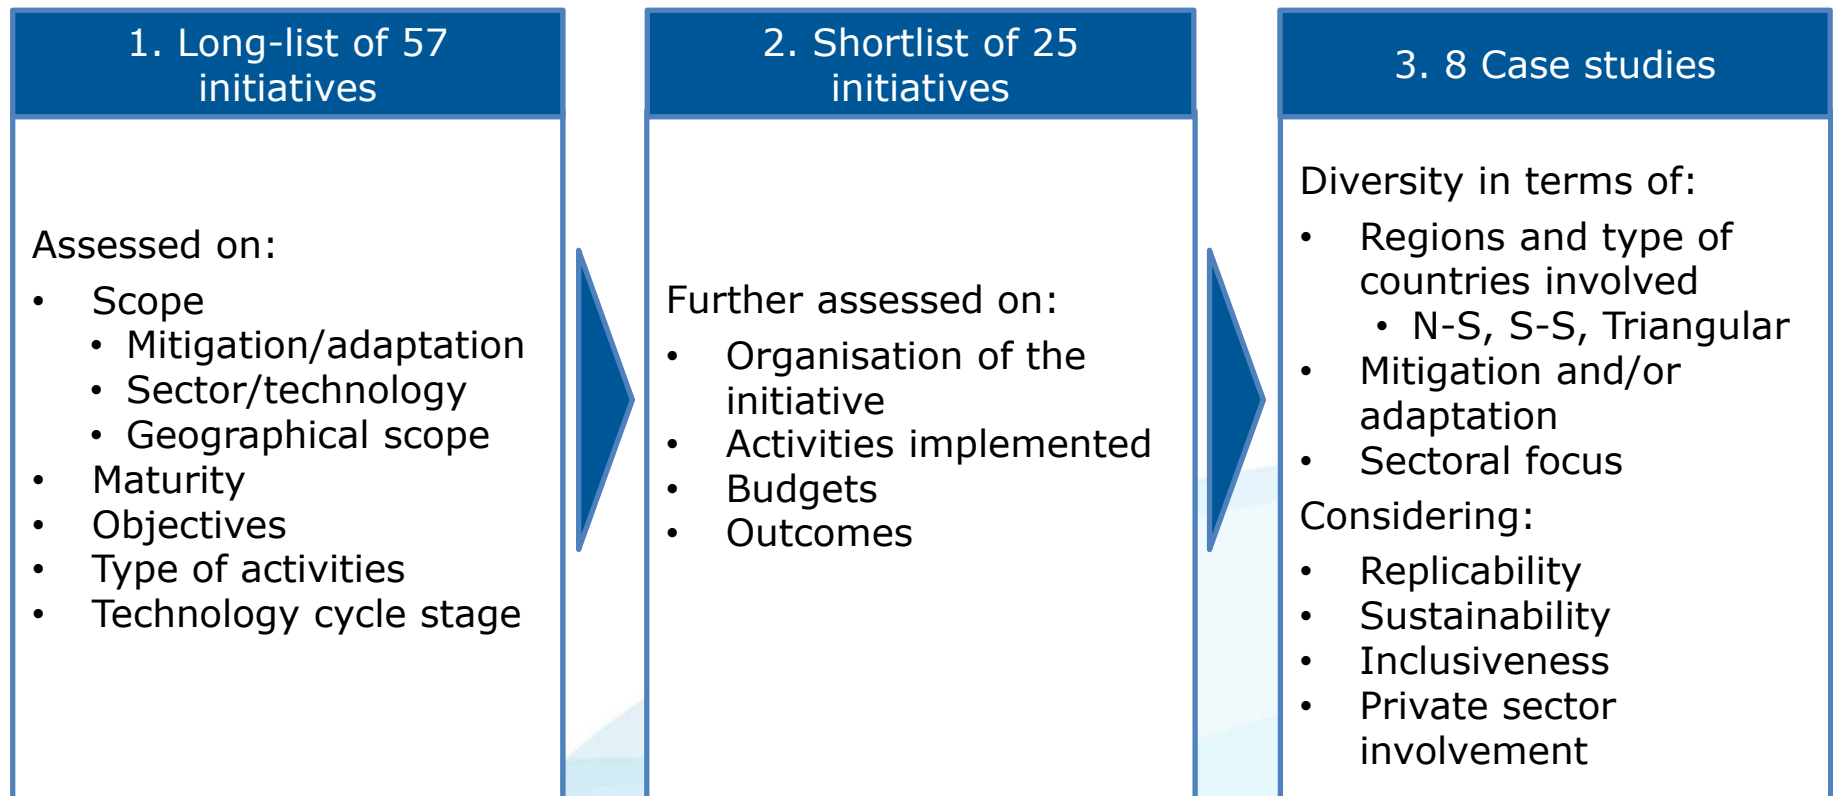 1. Long-list of 57
initiatives
Assessed on:
• Scope
• Mitigation/adaptation
• Sector/technology
• Geographical scope
• Maturity
• Objectives
• Type of activities
• Technology cycle stage
2. Shortlist of 25
initiatives
Further assessed on:
• Organisation of the
initiative
• Activities implemented
• Budgets
• Outcomes
3. 8 Case studies
Diversity in terms of:
• Regions and type of
countries involved
• N-S, S-S, Triangular
• Mitigation and/or
adaptation
• Sectoral focus
Considering:
• Replicability
• Sustainability
• Inclusiveness
• Private sector
involvement